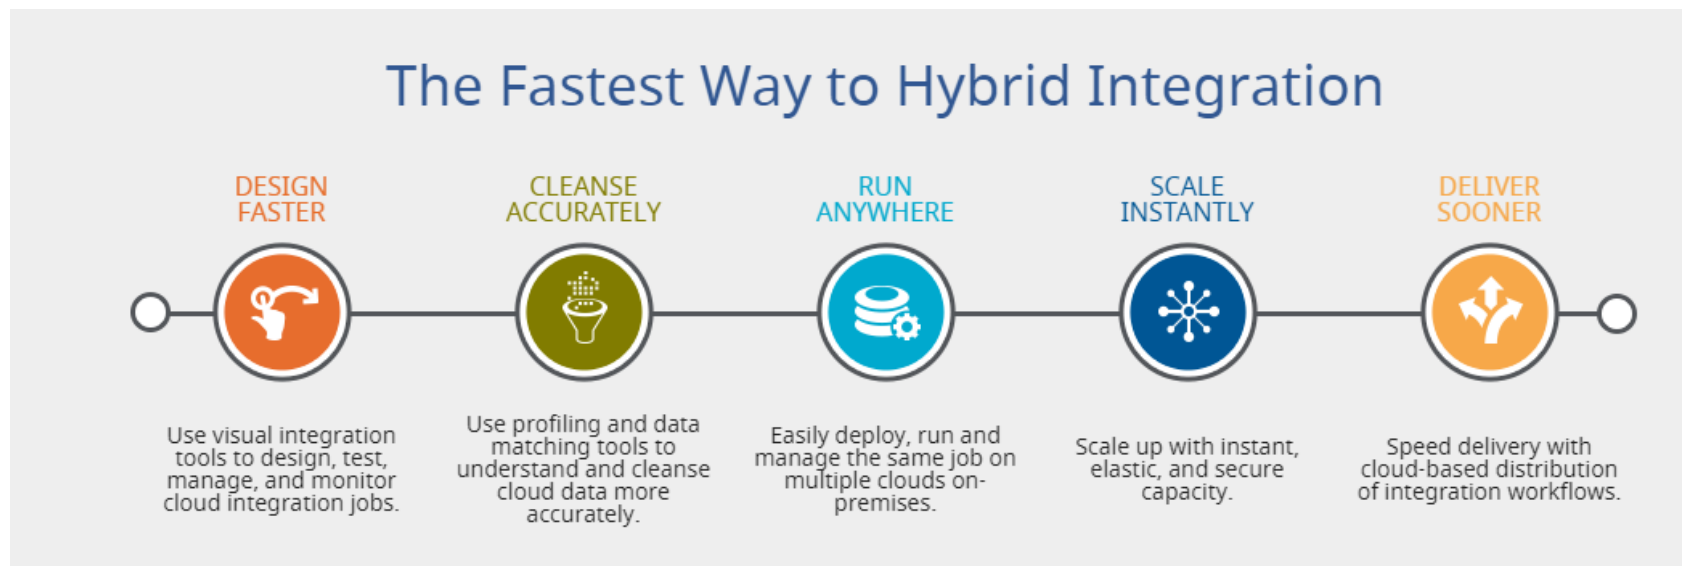 The Fastest Way to Hybrid Integration
DESIGN
FASTER
Use visual integration
tools to design, test,
manage, and monitor
cloud integration jobs.
CLEANSE
ACCURATELY
Use profiling and data
matching tools to
understand and cleanse
cloud data more
accurately.
RUN
ANYWHERE
Easily deploy, run and
manage the same job on
multiple clouds on-
premises.
SCALE
INSTANTLY
Scale up with instant,
elastic, and secure
capacity.
DELIVER
SOONER
Speed delivery with
cloud-based distribution
of integration workflows.